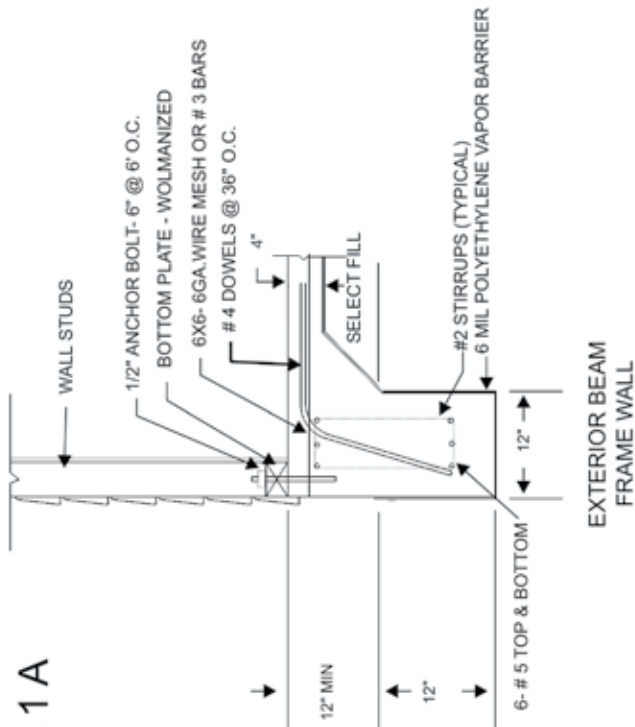 1 A
WALL STUDS
1/2" ANCHOR BOLT- 6" @ 6' O.C.
BOTTOM PLATE - WOLMANIZED
6X6- 6GA.WIRE MESH OR # 3 BARS
# 4 DOWELS @ 36" O.C.
4"
SELECT FILL
#2 STIRRUPS (TYPICAL)
6 MIL POLYETHYLENE VAPOR BARRIER
12" MIN
12"
12"
6- # 5 TOP & BOTTOM
EXTERIOR BEAM
FRAME WALL